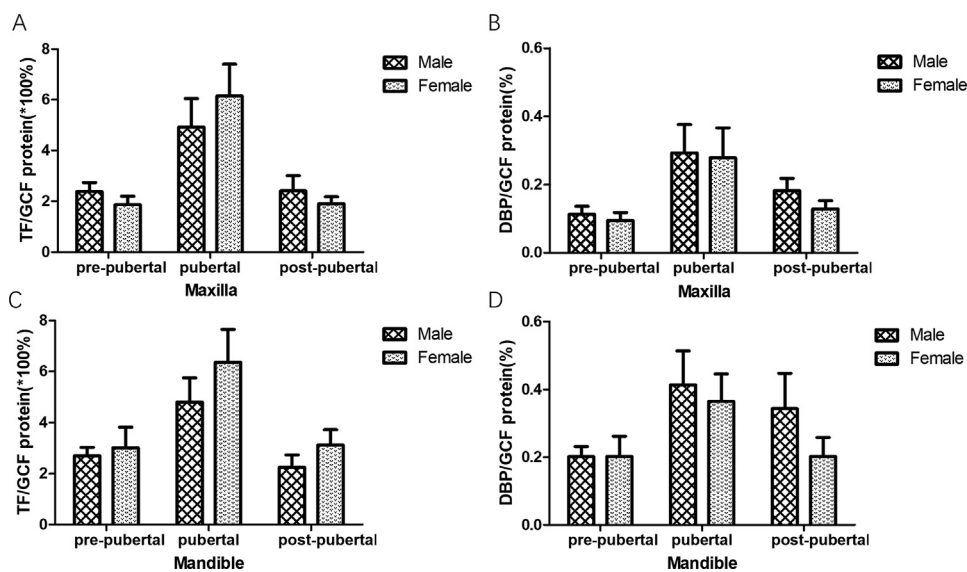 A
TF/GCF protein(*100%)
8
6
4
2
0
pre-pubertal pubertal post-pubertal
Maxilla
Male
Female
B
DBP/GCF protein(%)
0.6
0.4
0.2
0.0
pre-pubertal pubertal post-pubertal
Maxilla
Male
Female
C
TF/GCF protein(*100%)
8
6
4
2
0
pre-pubertal pubertal post-pubertal
Mandible
Male
Female
D
DBP/GCF protein(%)
0.6
0.4
0.2
0.0
pre-pubertal pubertal post-pubertal
Mandible
Male
Female